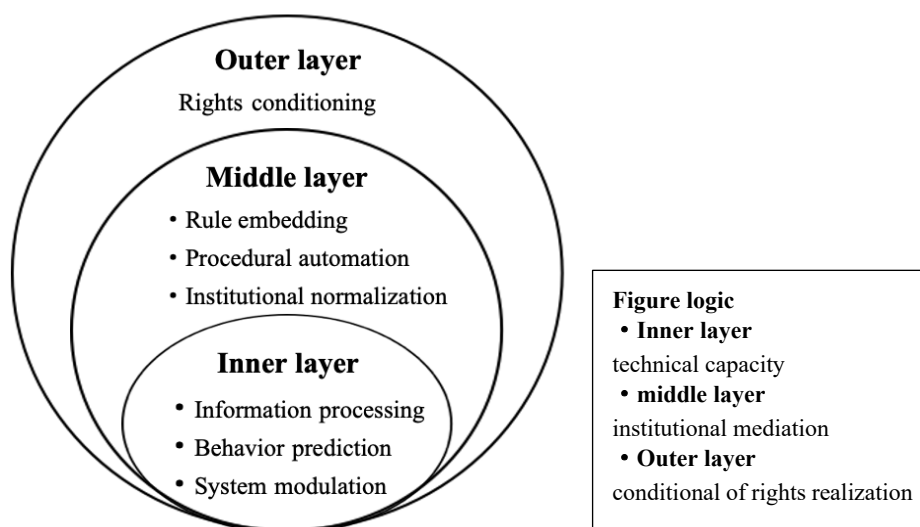 Outer layer
Rights conditioning
Middle layer
• Rule embedding
• Procedural automation
• Institutional normalization
Inner layer
• Information processing
• Behavior prediction
• System modulation
Figure logic
• Inner layer
technical capacity
• middle layer
institutional mediation
• Outer layer
conditional of rights realization